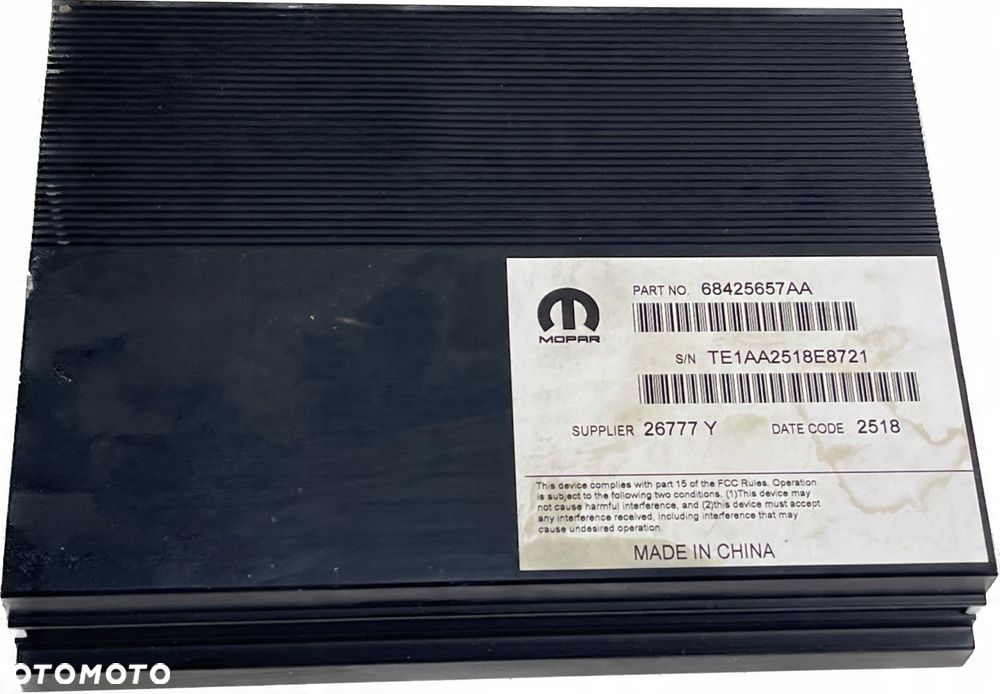 PART NO. 68425657AA
MOPAR
S/N TE1AA2518E8721
SUPPLIER 26777 Y DATE CODE 2518
This device complies with part 15 of the FCC Rules. Operation
is subject to the following two conditions, (1)This device may
not cause harmful interference, and (2)this device must accept
any interference received, including interference that may
cause undesired operation.
MADE IN CHINA
OTOMOTO